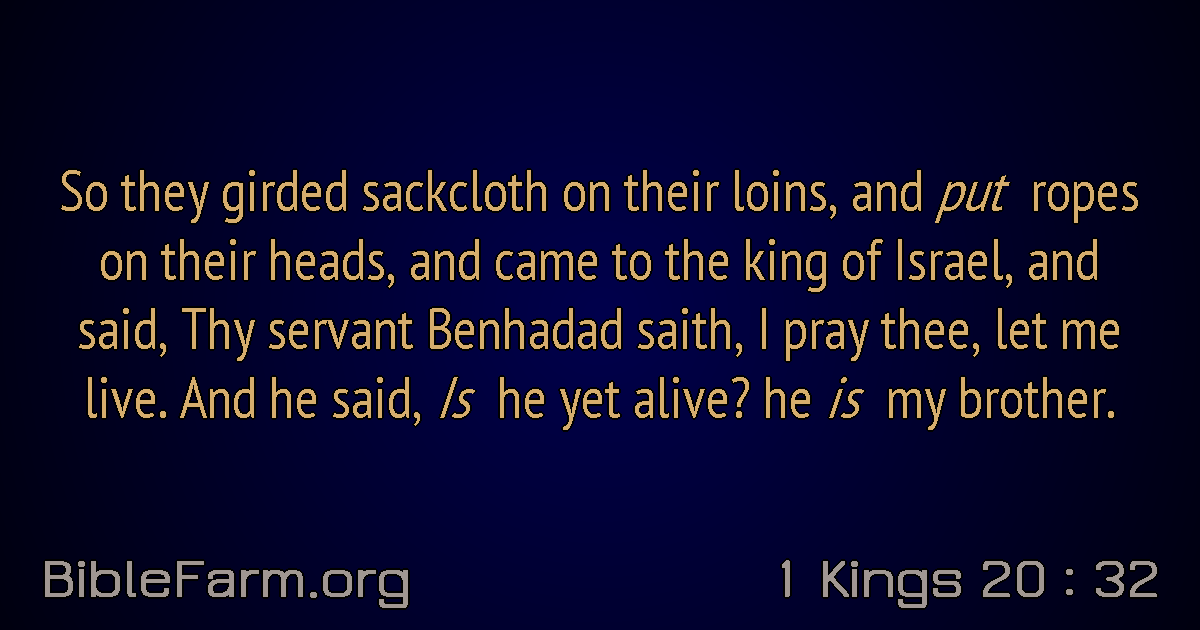 So they girded sackcloth on their loins, and put ropes
on their heads, and came to the king of Israel, and
said, Thy servant Benhadad saith, I pray thee, let me
live. And he said, Is he yet alive? he is my brother.
BibleFarm.org
1 Kings 20 : 32